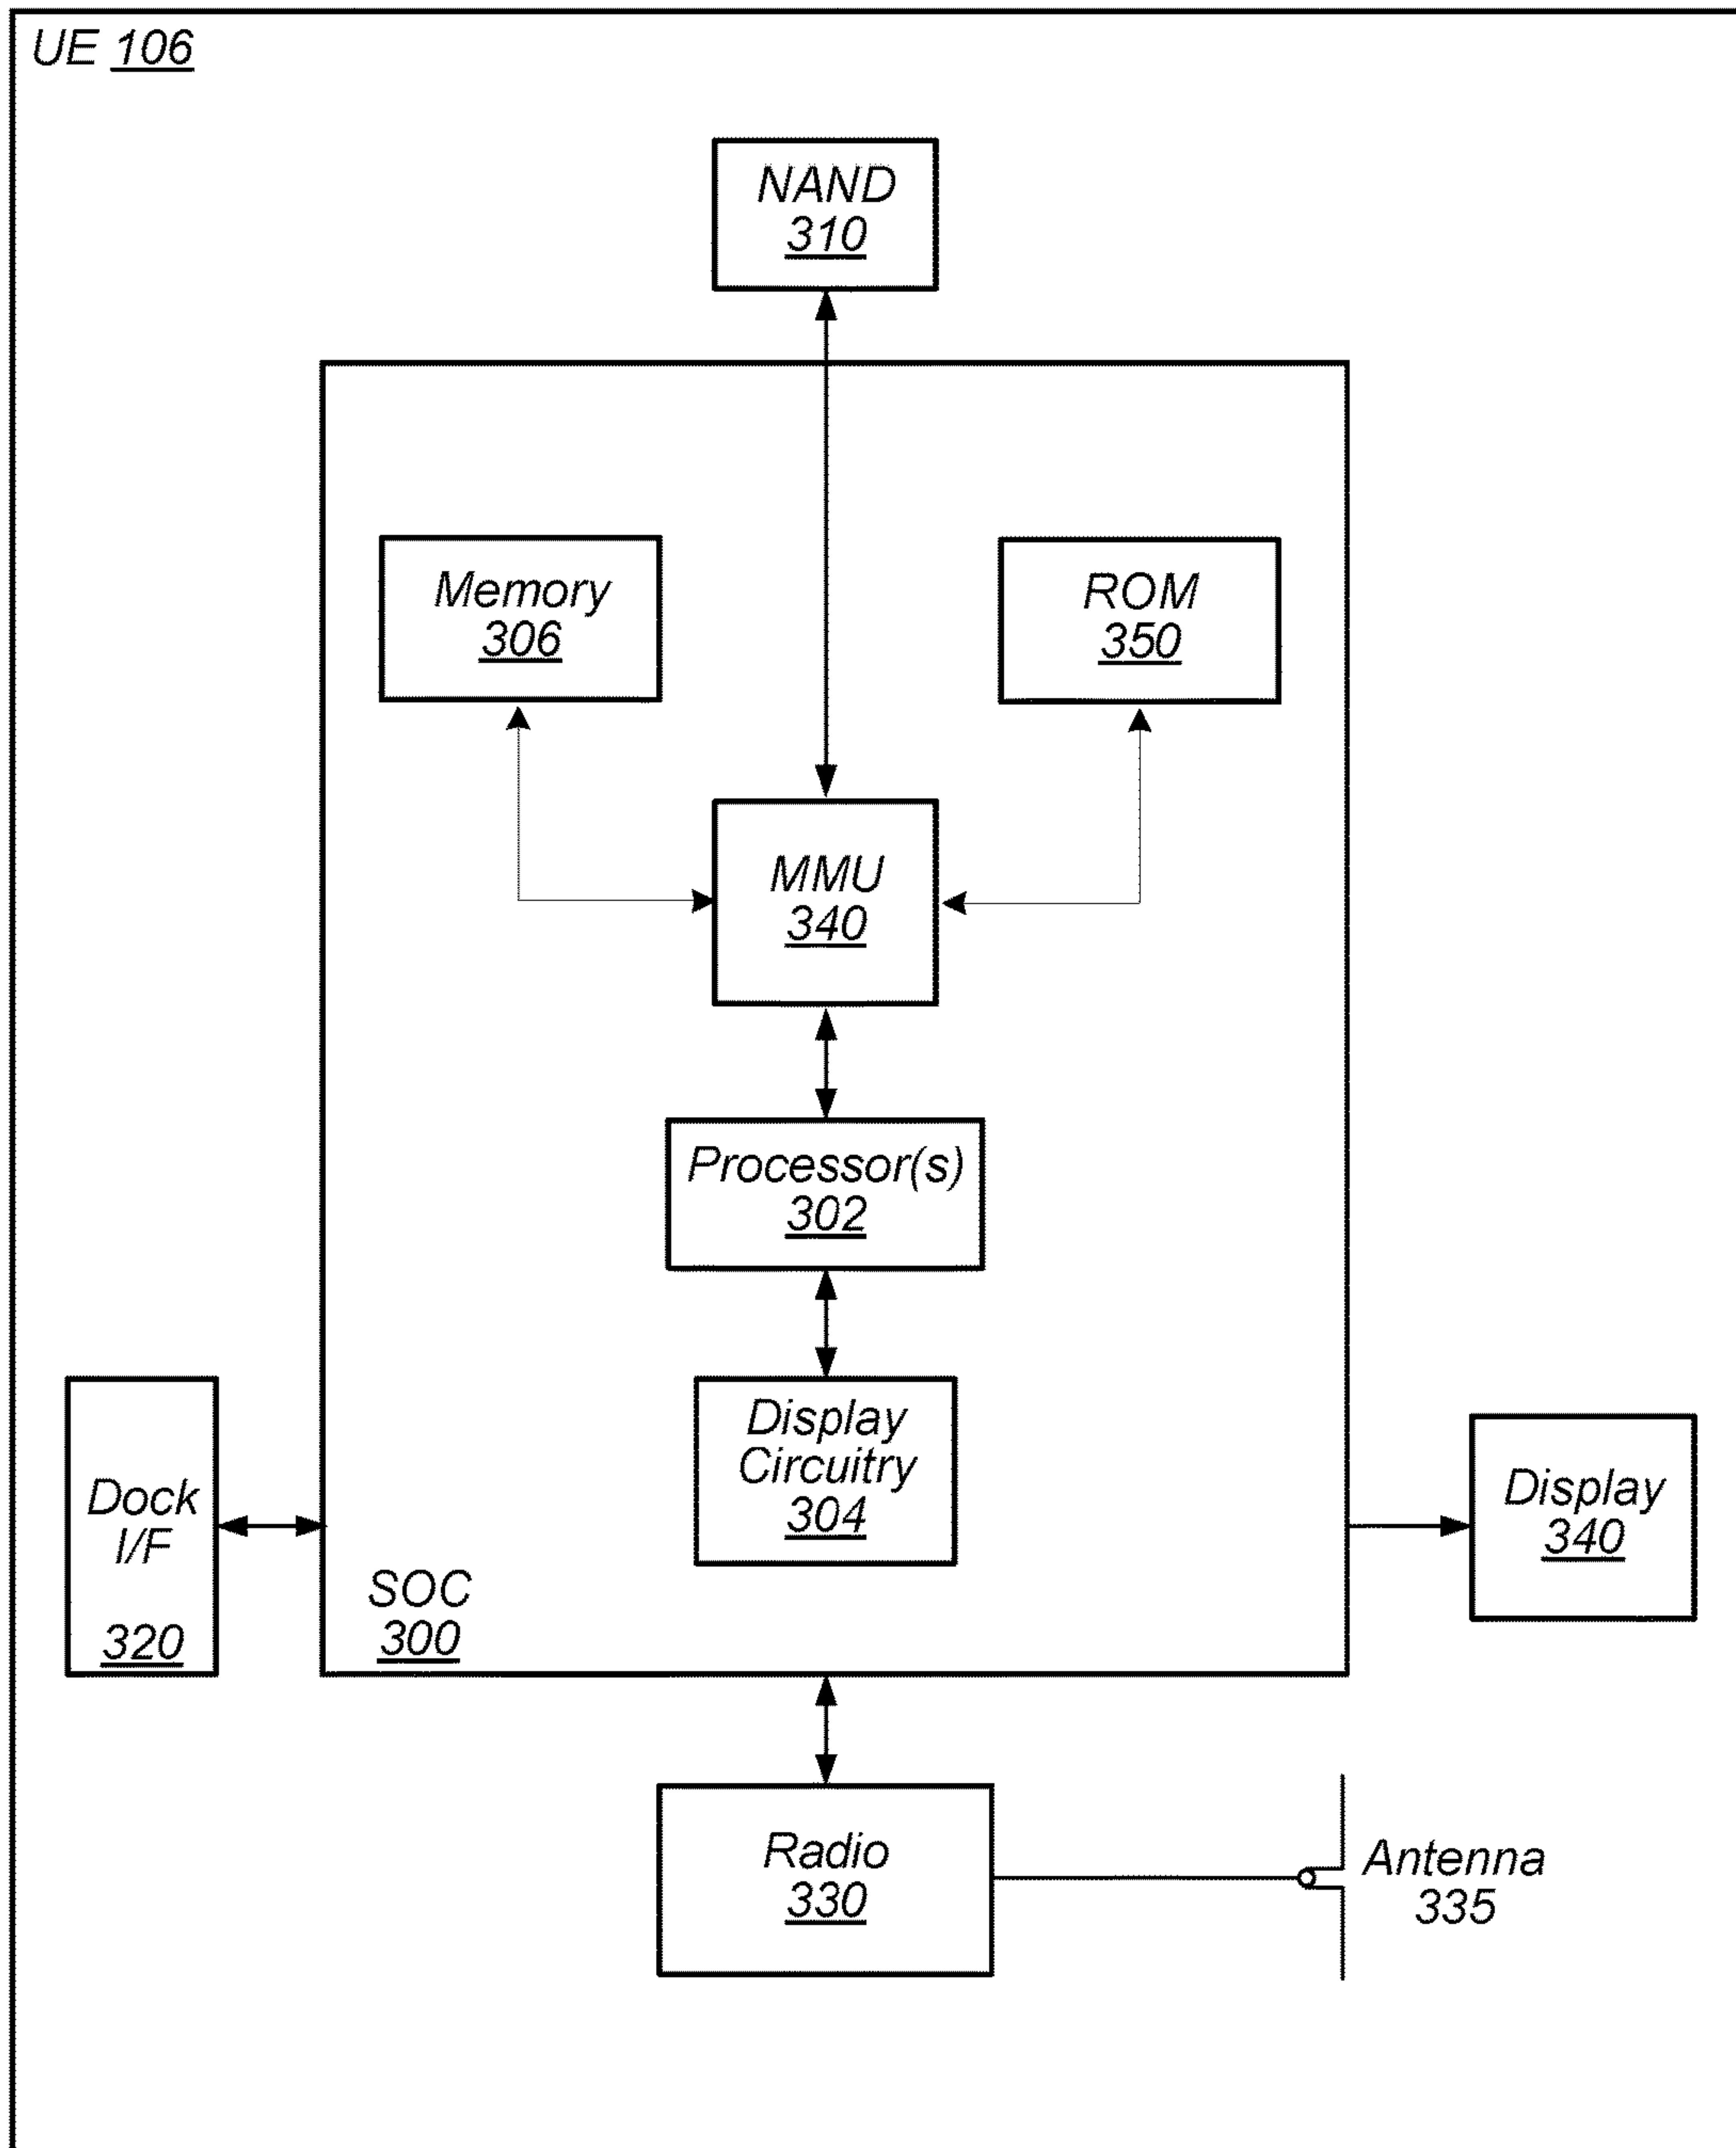 UE 106
NAND
310
Memory
306
ROM
350
MMU
340
Processor(s)
302
Display
Circuitry
304
Dock
I/F
320
SOC
300
Display
340
Radio
330
Antenna
335